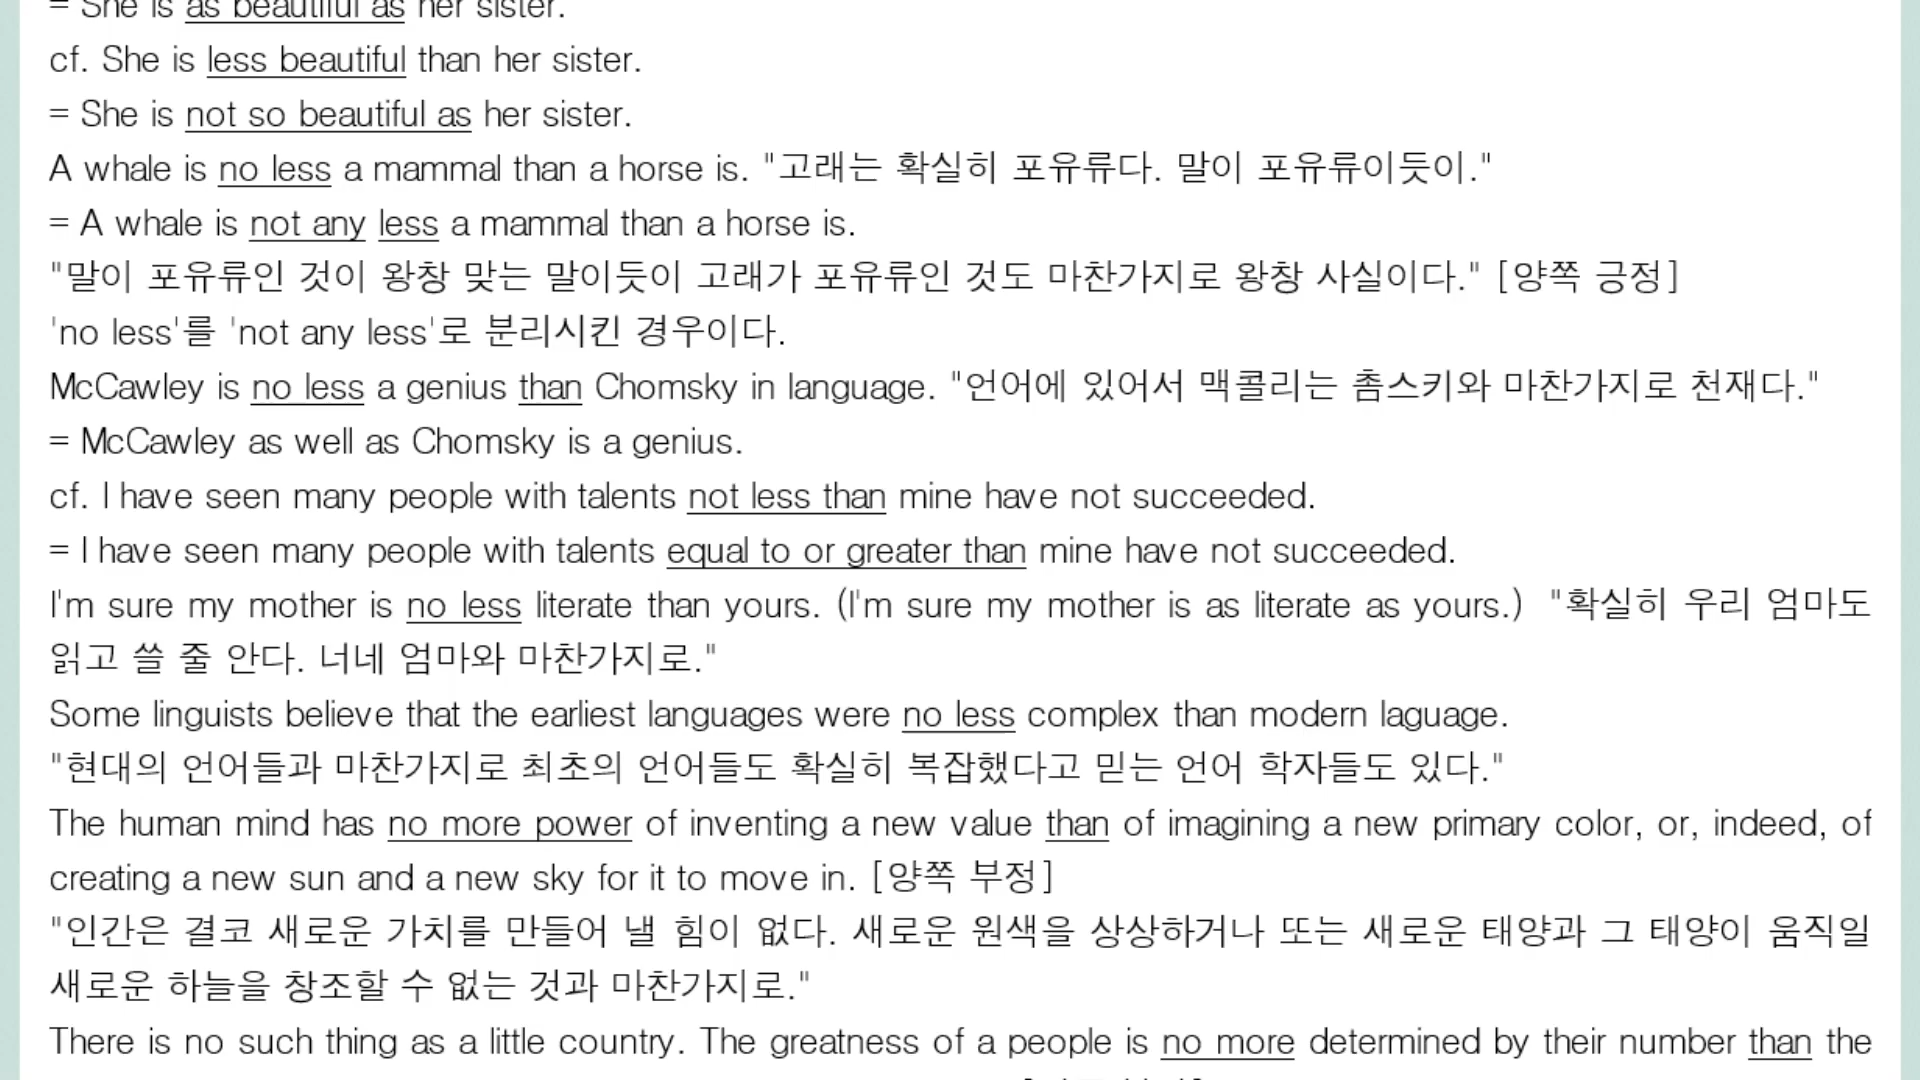 = She is as beautiful as her sister.
cf. She is less beautiful than her sister.
= She is not so beautiful as her sister.
A whale is no less a mammal than a horse is. "고래는 확실히 포유류다. 말이 포유류이듯이."
= A whale is not any less a mammal than a horse is.
"말이 포유류인 것이 왕창 맞는 말이듯이 고래가 포유류인 것도 마찬가지로 왕창 사실이다." [양쪽 긍정]
'no less'를 'not any less'로 분리시킨 경우이다.
McCawley is no less a genius than Chomsky in language. "언어에 있어서 맥콜리는 촘스키와 마찬가지로 천재다."
= McCawley as well as Chomsky is a genius.
cf. I have seen many people with talents not less than mine have not succeeded.
= I have seen many people with talents equal to or greater than mine have not succeeded.
I'm sure my mother is no less literate than yours. (I'm sure my mother is as literate as yours.) "확실히 우리 엄마도
읽고 쓸 줄 안다. 너네 엄마와 마찬가지로."
Some linguists believe that the earliest languages were no less complex than modern laguage.
"현대의 언어들과 마찬가지로 최초의 언어들도 확실히 복잡했다고 믿는 언어 학자들도 있다."
The human mind has no more power of inventing a new value than of imagining a new primary color, or, indeed, of
creating a new sun and a new sky for it to move in. [양쪽 부정]
"인간은 결코 새로운 가치를 만들어 낼 힘이 없다. 새로운 원색을 상상하거나 또는 새로운 태양과 그 태양이 움직일
새로운 하늘을 창조할 수 없는 것과 마찬가지로."
There is no such thing as a little country. The greatness of a people is no more determined by their number than the